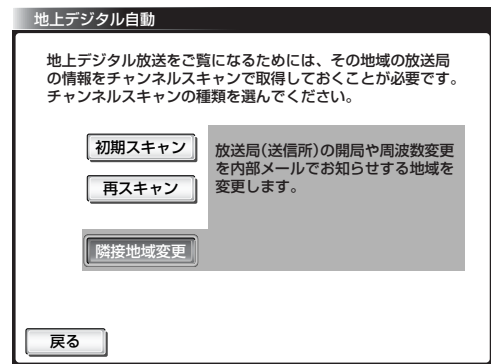 地上デジタル自動
地上デジタル放送をご覧になるためには、その地域の放送局
の情報をチャンネルスキャンで取得しておくことが必要です。
チャンネルスキャンの種類を選んでください。
初期スキャン
再スキャン
隣接地域変更
放送局(送信所)の開局や周波数変更
を内部メールでお知らせする地域を
変更します。
戻る